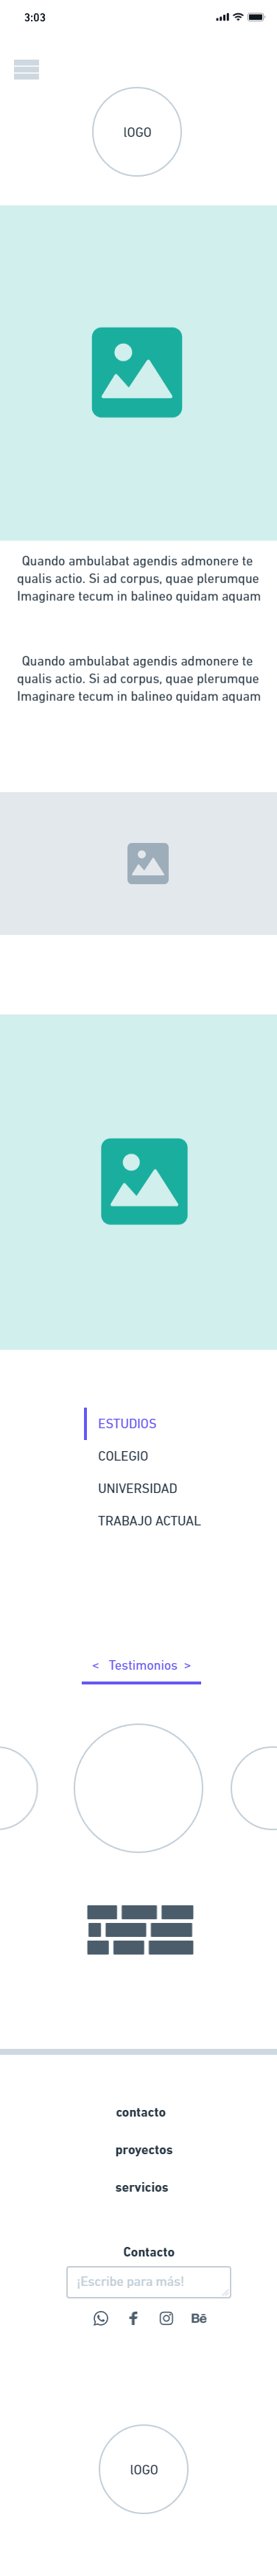 3:03
lOGO
Quando ambulabat agendis admonere te
qualis actio. Si ad corpus, quae plerumque
Imaginare tecum in balineo quidam aquam
Quando ambulabat agendis admonere te
qualis actio. Si ad corpus, quae plerumque
Imaginare tecum in balineo quidam aquam
ESTUDIOS
COLEGIO
UNIVERSIDAD
TRABAJO ACTUAL
< Testimonios >
contacto
proyectos
servicios
Contacto
¡Escribe para más!
Bē
lOGO